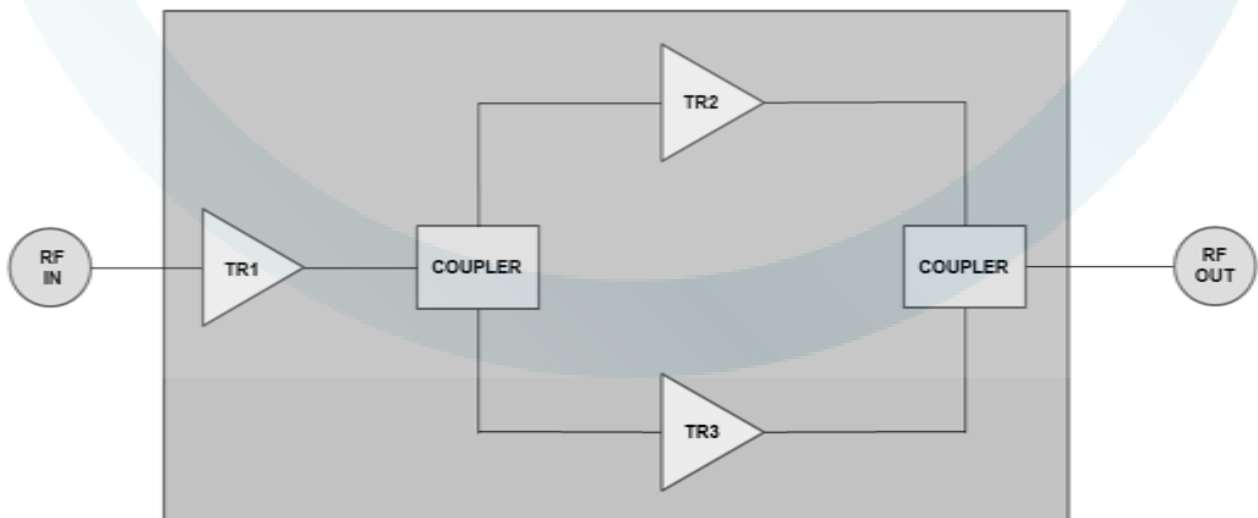 TR2
RF
IN
TR1
COUPLER
COUPLER
RF
OUT
TR3